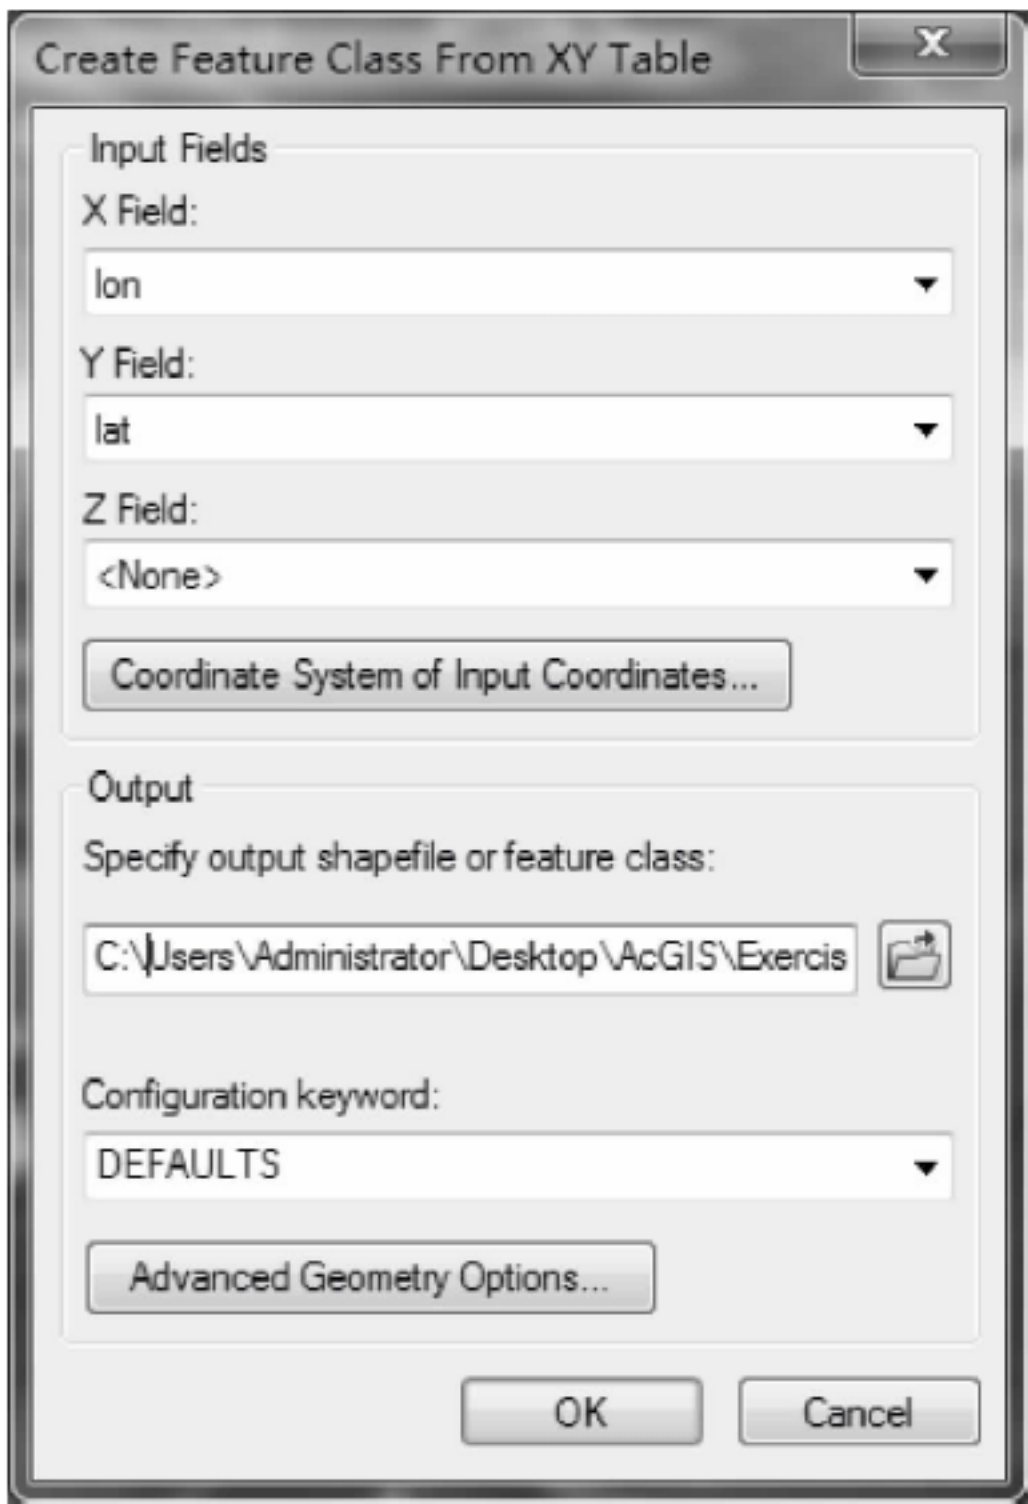 Create Feature Class From XY Table
X
Input Fields
X Field:
lon
Y Field:
lat
Z Field:
<None>
Coordinate System of Input Coordinates...
Output
Specify output shapefile or feature class:
C:\Users\Administrator\Desktop\AcGIS\Exercis
Configuration keyword:
DEFAULTS
Advanced Geometry Options...
OK
Cancel